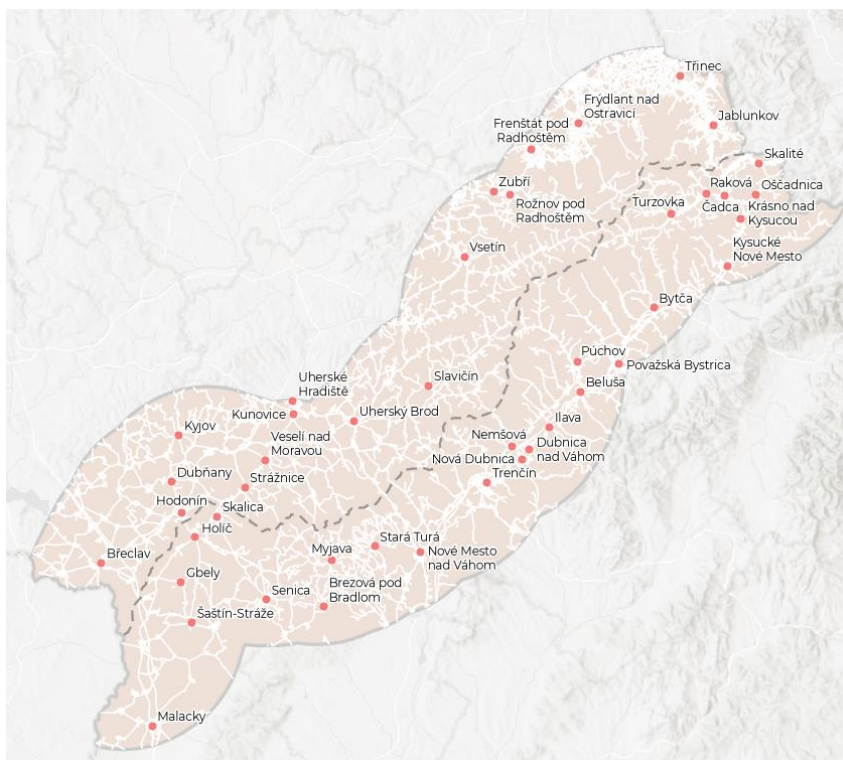 Třinec
Frýdlant nad
Ostravicí
Jablunkov
Frenštát pod
Radhoštěm
Skalité
Zubří
Rožnov pod
Radhoštěm
Raková
Oščadnica
Turzovka
Čadca
Krásno nad
Kysucou
Vsetín
Kysucké
Nové Mesto
Bytča
Púchov
Považská Bystrica
Beluša
Uherské
Hradiště
Slavičín
Kunovice
Uherský Brod
Ilava
Kyjov
Veselí nad
Moravou
Nemšová
Dubnica
nad Váhom
Nová Dubnica
Dubňany
Strážnice
Trenčín
Hodonín
Skalica
Holíč
Stará Turá
Břeclav
Myjava
Nové Mesto
nad Váhom
Gbely
Senica
Brezová pod
Bradlom
Šaštín-Stráže
Malacky